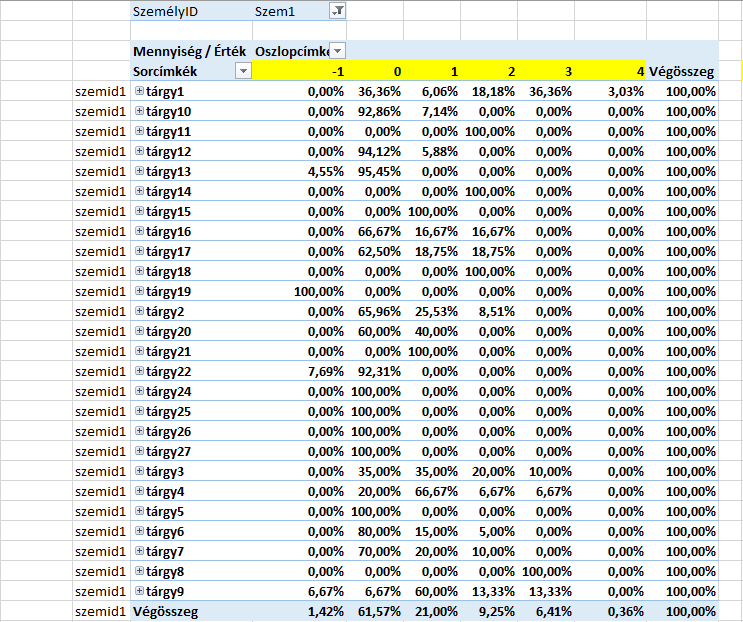 SzemélyID Szem1
Mennyiség / Érték Oszlopcímke
Sorcímkék -1 0 1 2 3 4 Végösszeg
szemid1 tárgy1 0,00% 36,36% 6,06% 18,18% 36,36% 3,03% 100,00%
szemid1 tárgy10 0,00% 92,86% 7,14% 0,00% 0,00% 0,00% 100,00%
szemid1 tárgy11 0,00% 0,00% 0,00% 100,00% 0,00% 0,00% 100,00%
szemid1 tárgy12 0,00% 94,12% 5,88% 0,00% 0,00% 0,00% 100,00%
szemid1 tárgy13 4,55% 95,45% 0,00% 0,00% 0,00% 0,00% 100,00%
szemid1 tárgy14 0,00% 0,00% 0,00% 100,00% 0,00% 0,00% 100,00%
szemid1 tárgy15 0,00% 0,00% 100,00% 0,00% 0,00% 0,00% 100,00%
szemid1 tárgy16 0,00% 66,67% 16,67% 16,67% 0,00% 0,00% 100,00%
szemid1 tárgy17 0,00% 62,50% 18,75% 18,75% 0,00% 0,00% 100,00%
szemid1 tárgy18 0,00% 0,00% 0,00% 100,00% 0,00% 0,00% 100,00%
szemid1 tárgy19 100,00% 0,00% 0,00% 0,00% 0,00% 0,00% 100,00%
szemid1 tárgy2 0,00% 65,96% 25,53% 8,51% 0,00% 0,00% 100,00%
szemid1 tárgy20 0,00% 60,00% 40,00% 0,00% 0,00% 0,00% 100,00%
szemid1 tárgy21 0,00% 0,00% 100,00% 0,00% 0,00% 0,00% 100,00%
szemid1 tárgy22 7,69% 92,31% 0,00% 0,00% 0,00% 0,00% 100,00%
szemid1 tárgy24 0,00% 100,00% 0,00% 0,00% 0,00% 0,00% 100,00%
szemid1 tárgy25 0,00% 100,00% 0,00% 0,00% 0,00% 0,00% 100,00%
szemid1 tárgy26 0,00% 100,00% 0,00% 0,00% 0,00% 0,00% 100,00%
szemid1 tárgy27 0,00% 100,00% 0,00% 0,00% 0,00% 0,00% 100,00%
szemid1 tárgy3 0,00% 35,00% 35,00% 20,00% 10,00% 0,00% 100,00%
szemid1 tárgy4 0,00% 20,00% 66,67% 6,67% 6,67% 0,00% 100,00%
szemid1 tárgy5 0,00% 100,00% 0,00% 0,00% 0,00% 0,00% 100,00%
szemid1 tárgy6 0,00% 80,00% 15,00% 5,00% 0,00% 0,00% 100,00%
szemid1 tárgy7 0,00% 70,00% 20,00% 10,00% 0,00% 0,00% 100,00%
szemid1 tárgy8 0,00% 0,00% 0,00% 0,00% 100,00% 0,00% 100,00%
szemid1 tárgy9 6,67% 6,67% 60,00% 13,33% 13,33% 0,00% 100,00%
szemid1 Végösszeg 1,42% 61,57% 21,00% 9,25% 6,41% 0,36% 100,00%